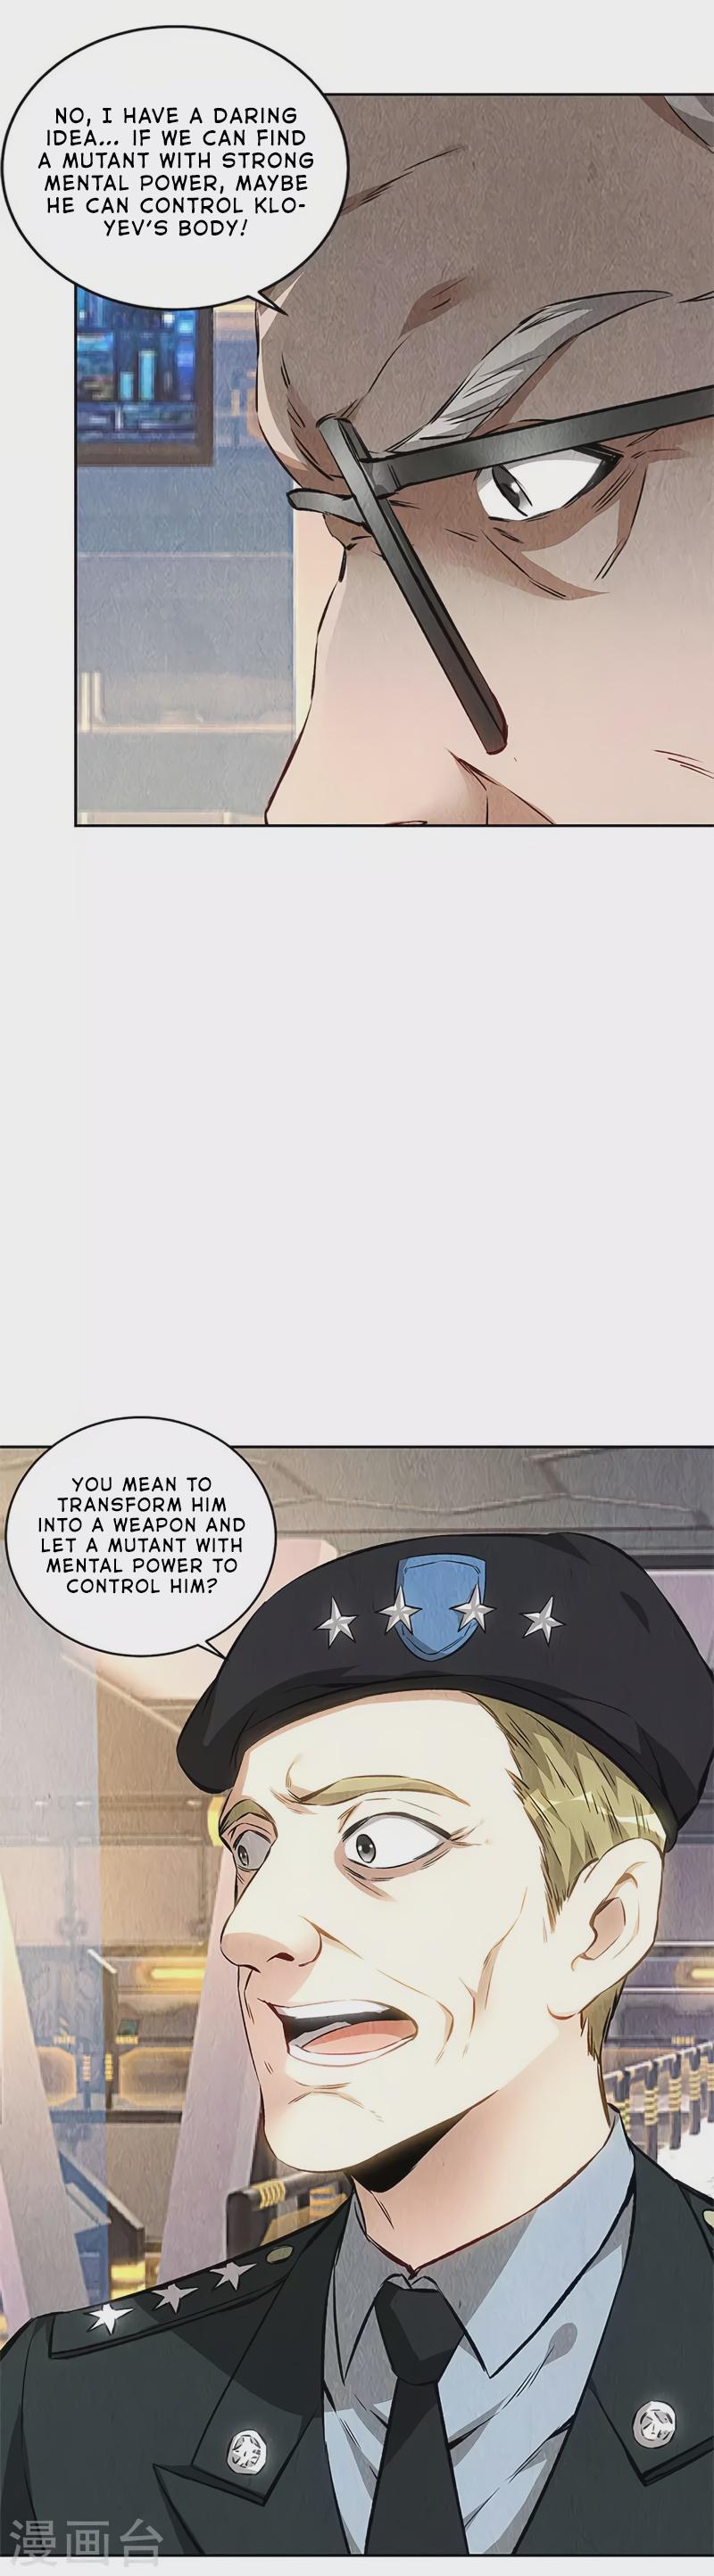 NO, I HAVE A DARING
IDEA... IF WE CAN FIND
A MUTANT WITH STRONG
MENTAL POWER, MAYBE
HE CAN CONTROL KLO-
YEV'S BODY!
YOU MEAN TO
TRANSFORM HIM
INTO A WEAPON AND
LET A MUTANT WITH
MENTAL POWER TO
CONTROL HIM?
漫画台